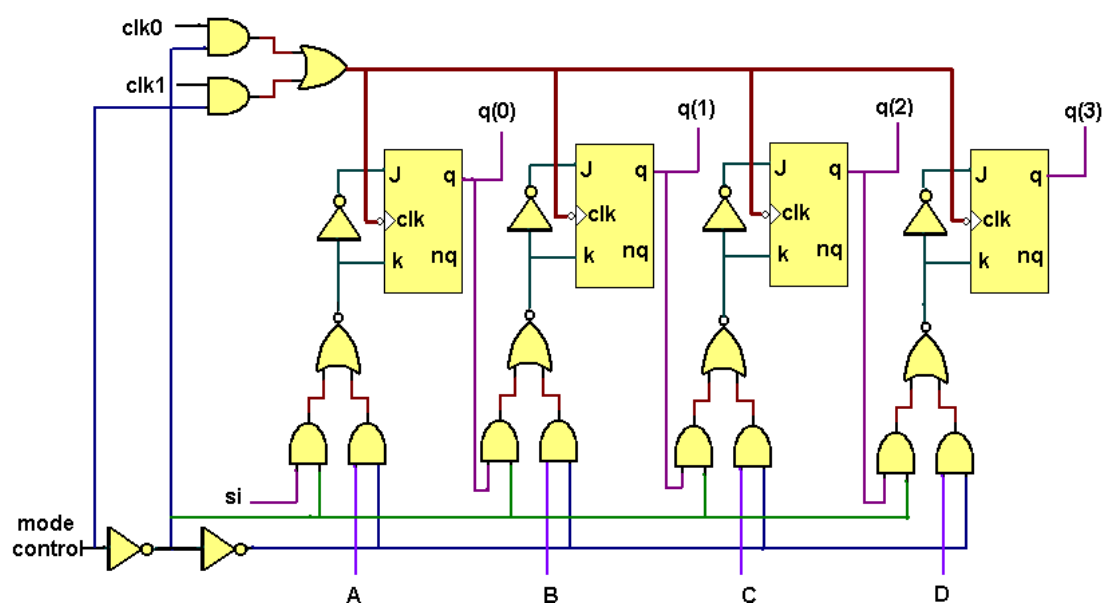 clk0
clk1
q(0)
q(1)
q(2)
q(3)
J
q
clk
k
nq
J
q
clk
k
nq
J
q
clk
k
nq
J
q
clk
k
nq
si
mode
control
A
B
C
D